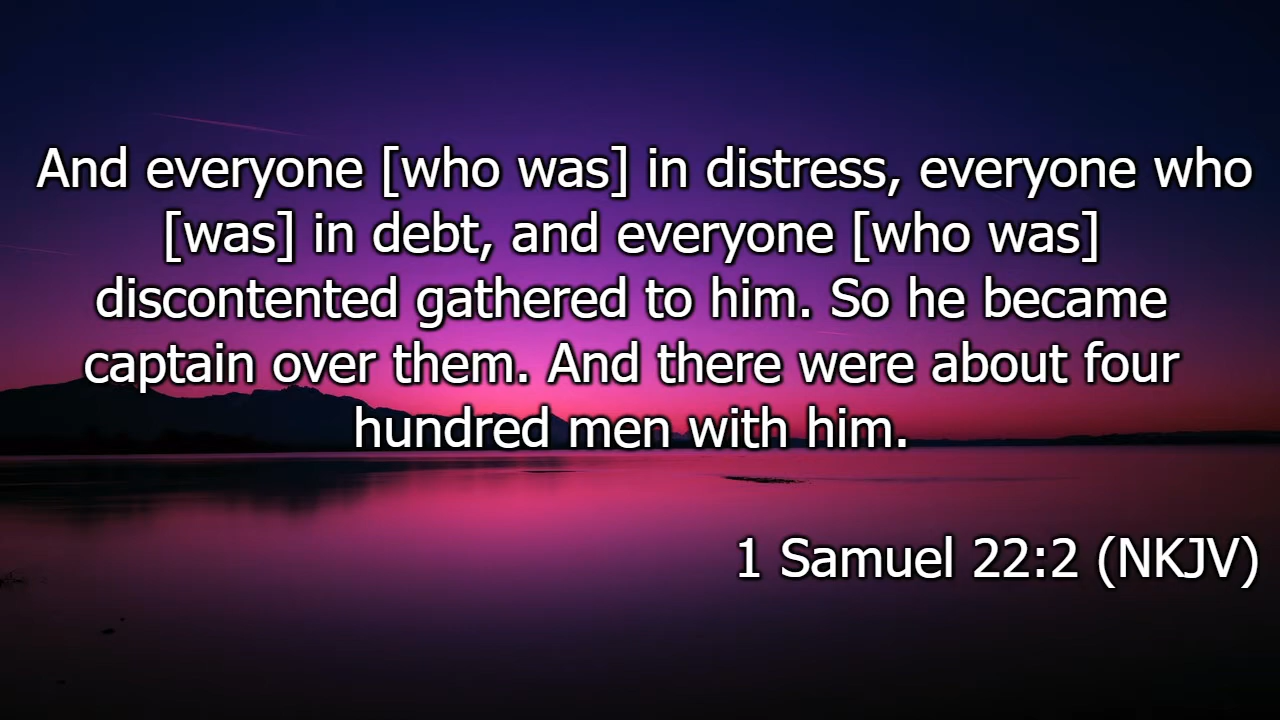 And everyone [who was] in distress, everyone who
[was] in debt, and everyone [who was]
discontented gathered to him. So he became
captain over them. And there were about four
hundred men with him.
1 Samuel 22:2 (NKJV)